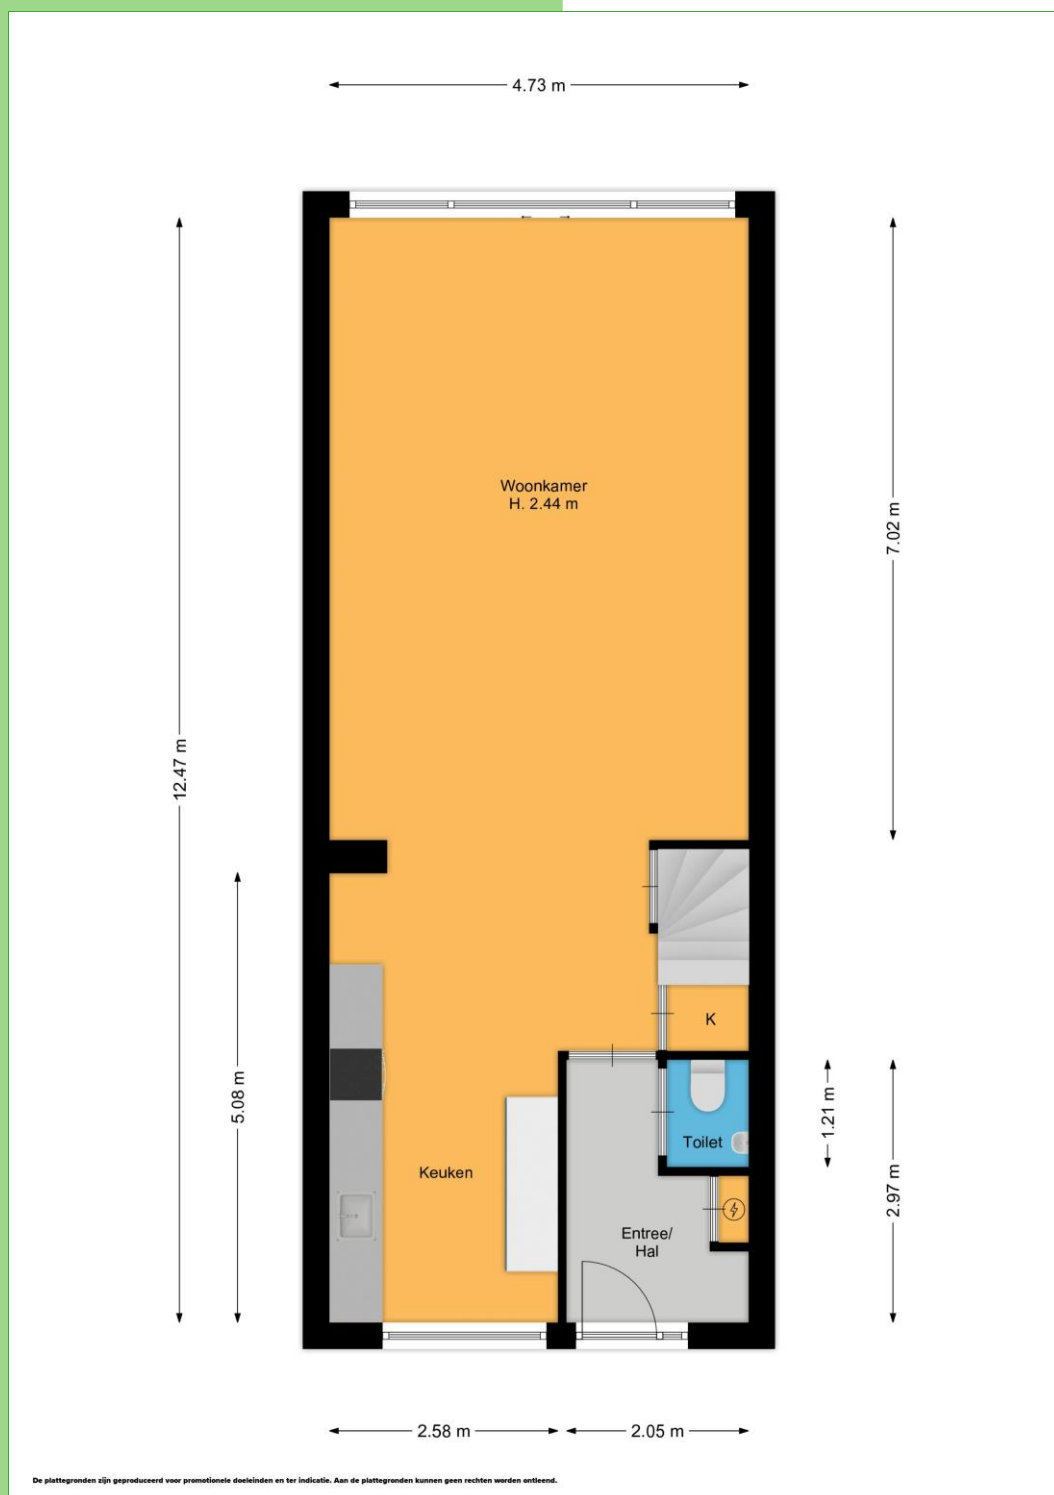 4.73 m
Woonkamer
H. 2.44 m
7.02 m
12.47 m
5.08 m
K
1.21 m
Toilet
Keuken
2.97 m
Entree/
Hal
2.58 m
2.05 m
De plattegronden zijn geproduceerd voor promotionele doeleinden en ter indicatie. Aan de plattegronden kunnen geen rechten worden ontleend.